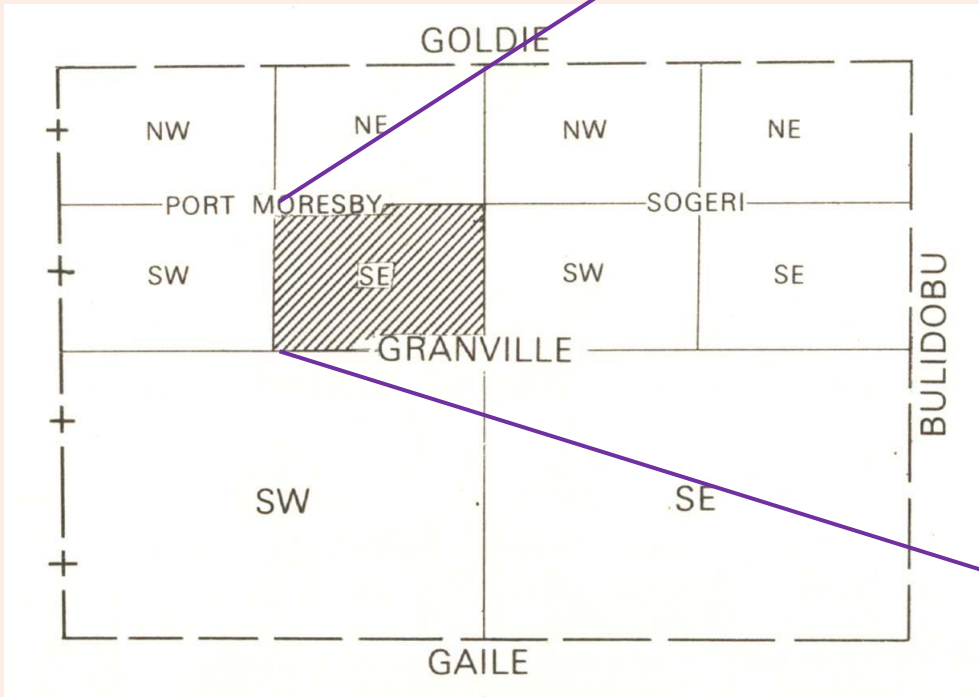 GOLDIE
NW NE NW NE
PORT MORESBY SOGERI
SW SE SW SE
BULIDOBU
GRANVILLE
SW SE
GAILE